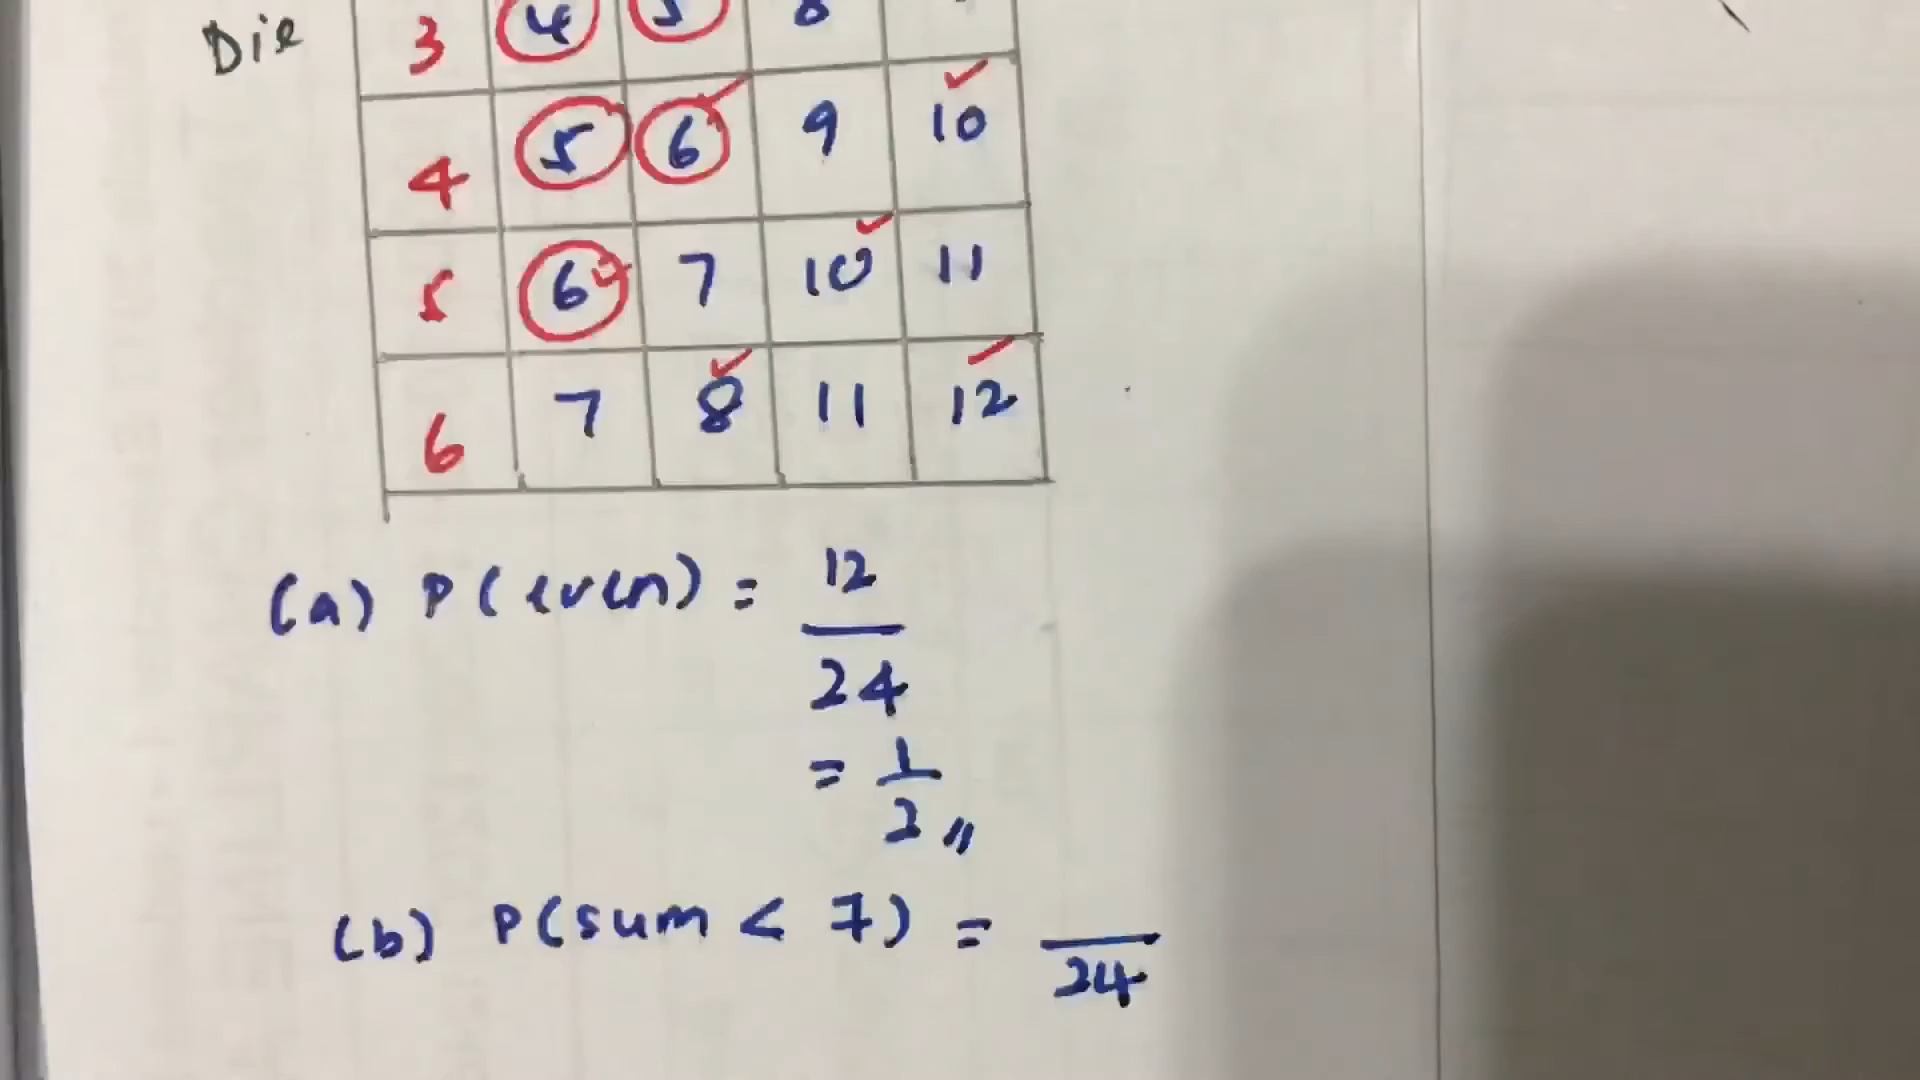 Die 3 4 5 8
4 5 6 9 10
5 6 7 10 11
6 7 8 11 12
(a) P(even) = 12
24
= 1
2 "
(b) P(sum < 7) =
24